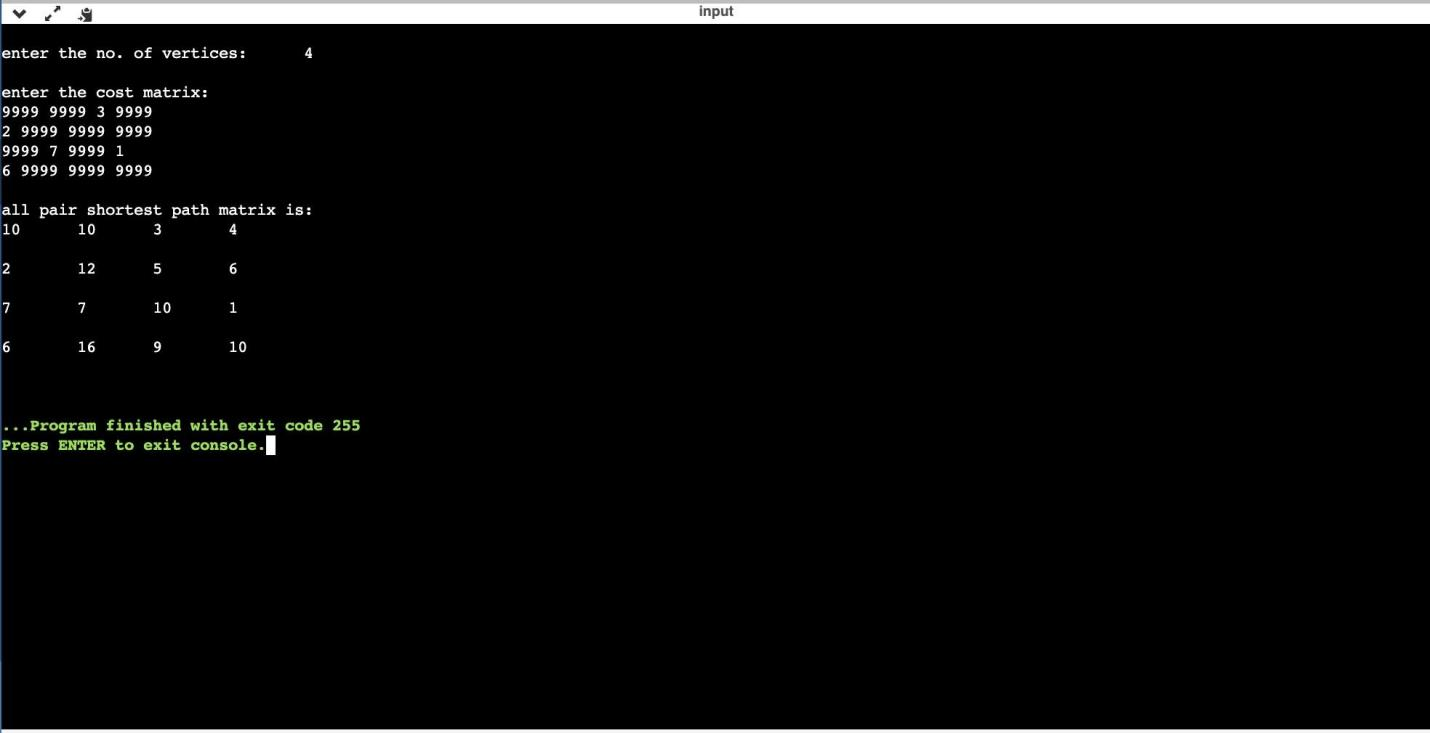 input
enter the no. of vertices: 4
enter the cost matrix:
9999 9999 3 9999
2 9999 9999 9999
9999 7 9999 1
6 9999 9999 9999
all pair shortest path matrix is:
10 10 3 4
2 12 5 6
7 7 10 1
6 16 9 10
...Program finished with exit code 255
Press ENTER to exit console.